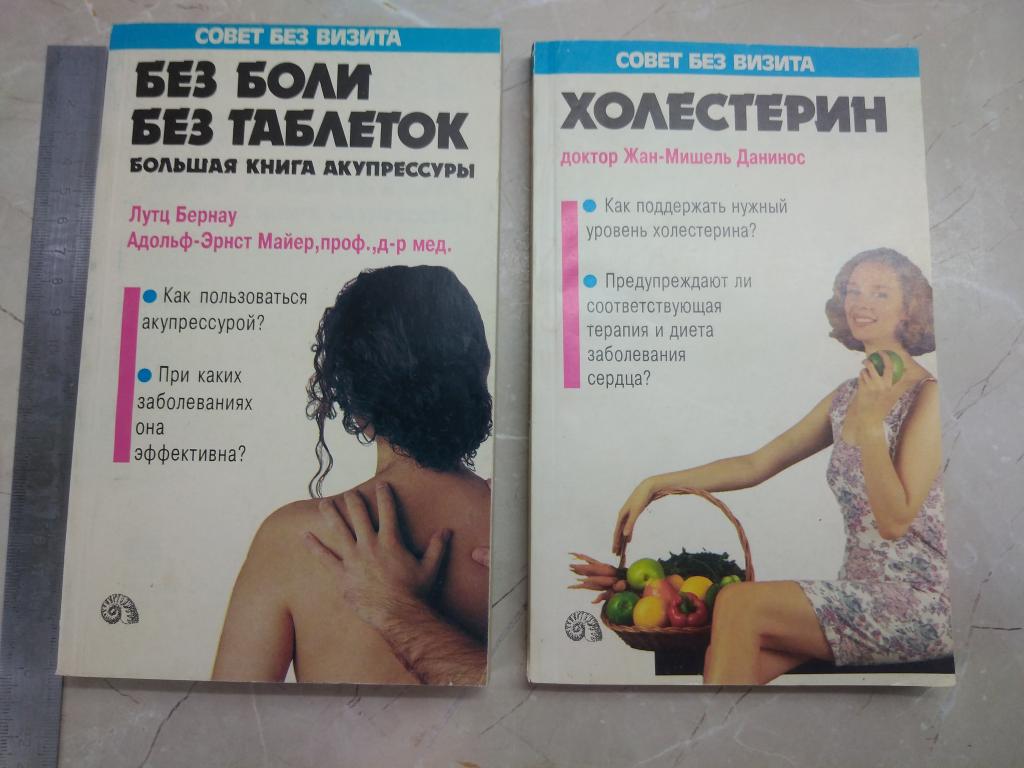 СОВЕТ БЕЗ ВИЗИТА
БЕЗ БОЛИ
БЕЗ ТАБЛЕТОК
БОЛЬШАЯ КНИГА АКУПРЕССУРЫ
Лутц Бернау
Адольф-Эрнст Майер,проф.,д-р мед.
Как пользоваться
акупрессурой?
При каких
заболеваниях
она
эффективна?
СОВЕТ БЕЗ ВИЗИТА
ХОЛЕСТЕРИН
доктор Жан-Мишель Данинос
Как поддержать нужный
уровень холестерина?
Предупреждают ли
соответствующая
терапия и диета
заболевания
сердца?